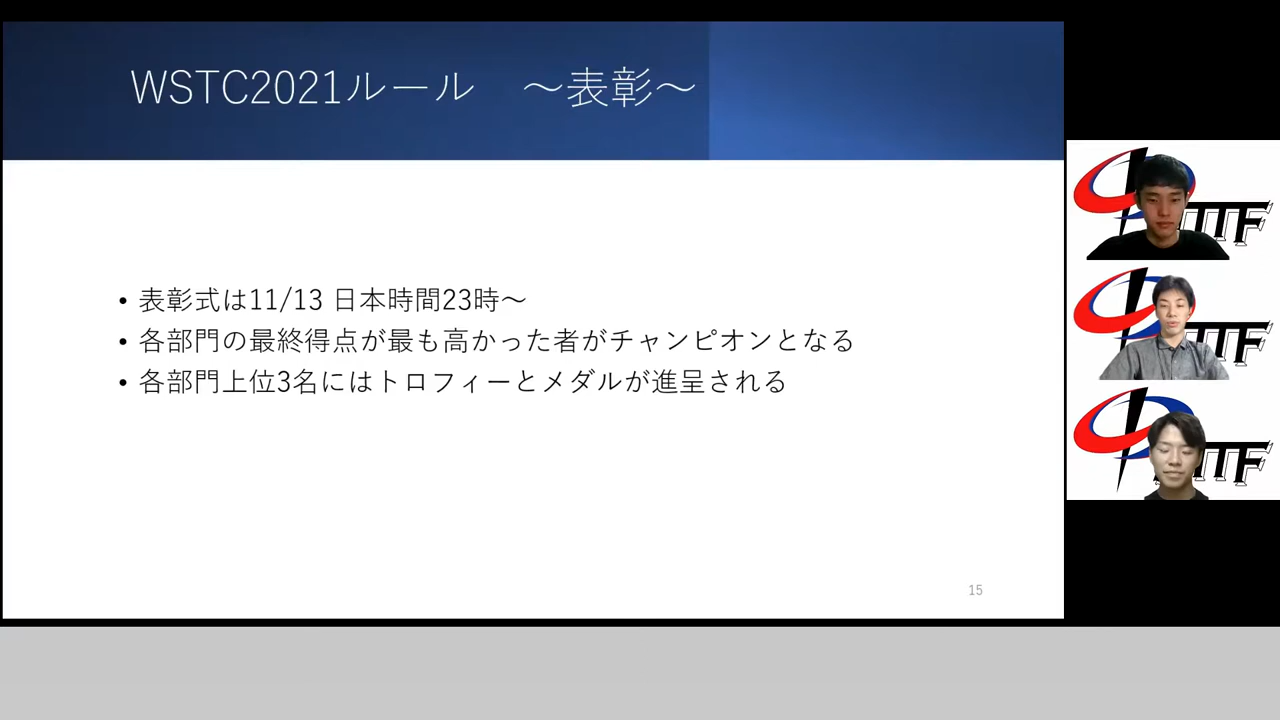 WSTC2021ルール　～表彰～
• 表彰式は11/13 日本時間23時～
• 各部門の最終得点が最も高かった者がチャンピオンとなる
• 各部門上位3名にはトロフィーとメダルが進呈される
15